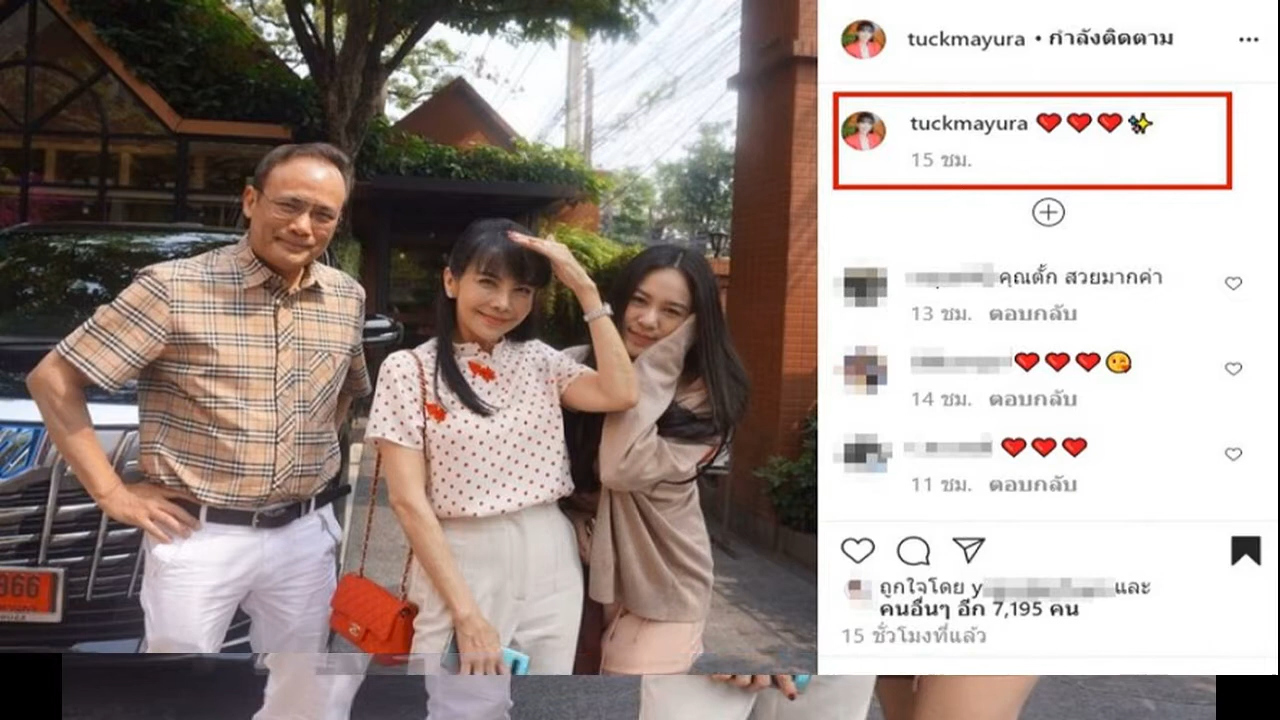 tuckmayura • กำลังติดตาม
tuckmayura ❤️❤️❤️✨
15 ชม.
คุณตั้ก สวยมากค่า
13 ชม. ตอบกลับ
❤️❤️❤️😘
14 ชม. ตอบกลับ
❤️❤️❤️
11 ชม. ตอบกลับ
ถูกใจโดย y และ
คนอื่นๆ อีก 7,195 คน
15 ชั่วโมงที่แล้ว
966